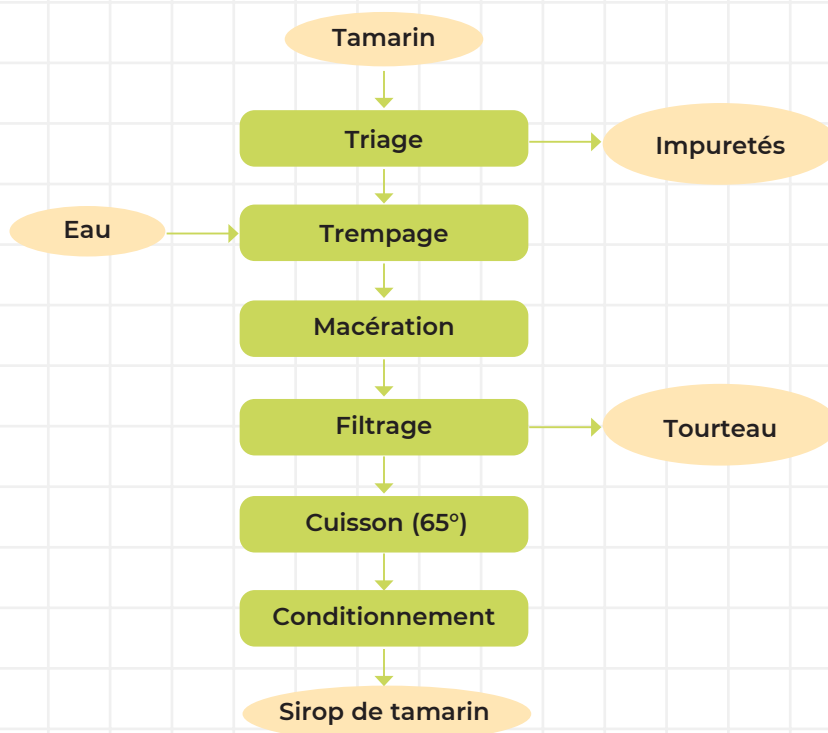 Tamarin
Triage
Impuretés
Eau
Trempage
Macération
Filtrage
Tourteau
Cuisson (65°)
Conditionnement
Sirop de tamarin